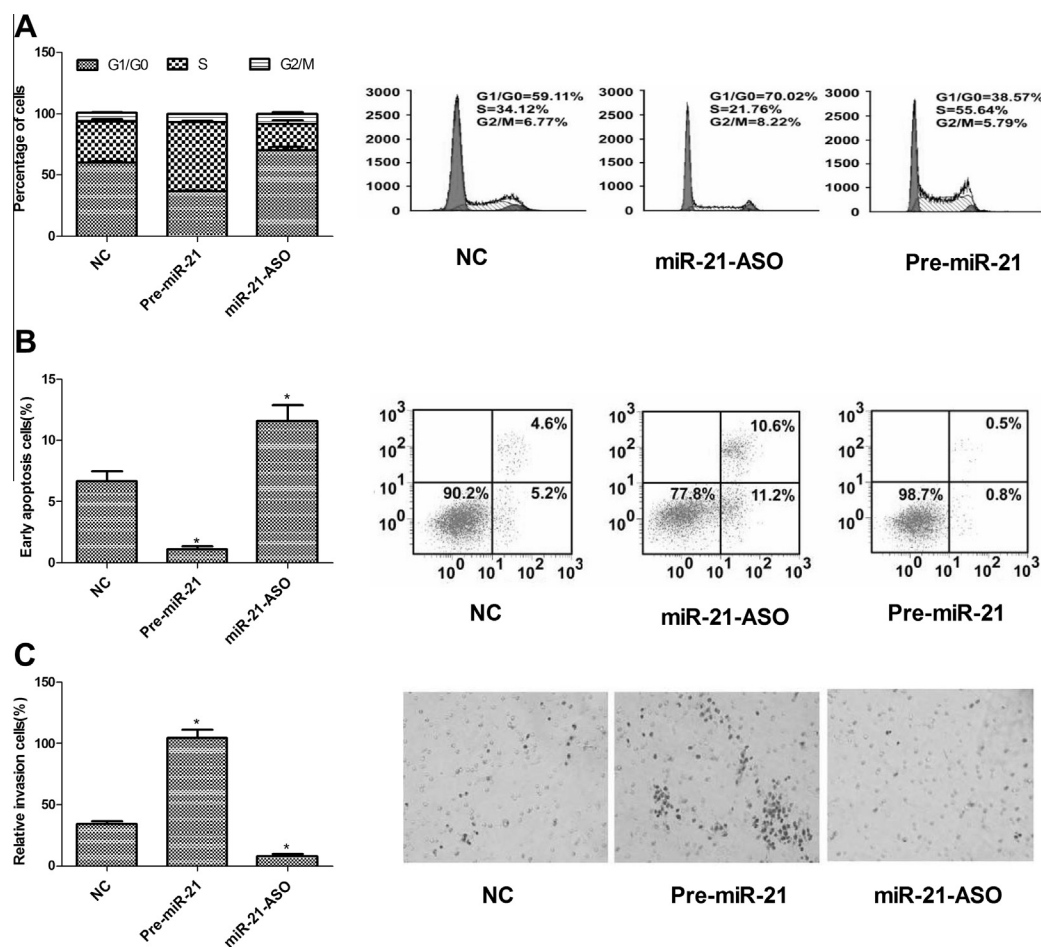 A
150
100
50
0
Percentage of cells
G1/G0
S
G2/M
NC
Pre-miR-21
miR-21-ASO
3000
2500
2000
1500
1000
0
G1/G0=59.11%
S=34.12%
G2/M=6.77%
NC
3000
2500
2000
1500
1000
0
G1/G0=70.02%
S=21.76%
G2/M=8.22%
miR-21-ASO
3000
2500
2000
1500
1000
0
G1/G0=38.57%
S=55.64%
G2/M=5.79%
Pre-miR-21
B
15
10
5
0
Early apoptosis cells(%)
*
*
NC
Pre-miR-21
miR-21-ASO
10³
10²
10¹
10⁰
4.6%
90.2%
5.2%
10⁰ 10¹ 10² 10³
NC
10³
10²
10¹
10⁰
10.6%
77.8%
11.2%
10⁰ 10¹ 10² 10³
miR-21-ASO
10³
10²
10¹
10⁰
0.5%
98.7%
0.8%
10⁰ 10¹ 10² 10³
Pre-miR-21
C
150
100
50
0
Relative invasion cells(%)
*
*
NC
Pre-miR-21
miR-21-ASO
NC
Pre-miR-21
miR-21-ASO